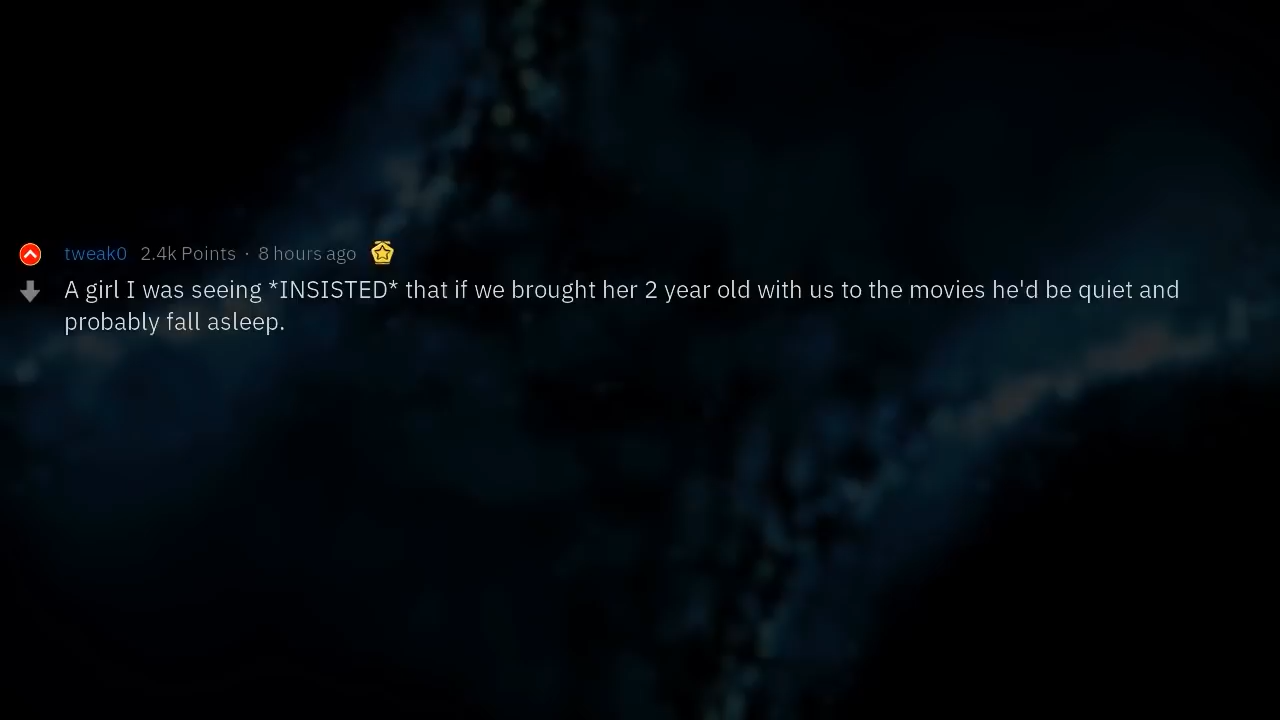 tweak0 2.4k Points · 8 hours ago
A girl I was seeing *INSISTED* that if we brought her 2 year old with us to the movies he'd be quiet and
probably fall asleep.